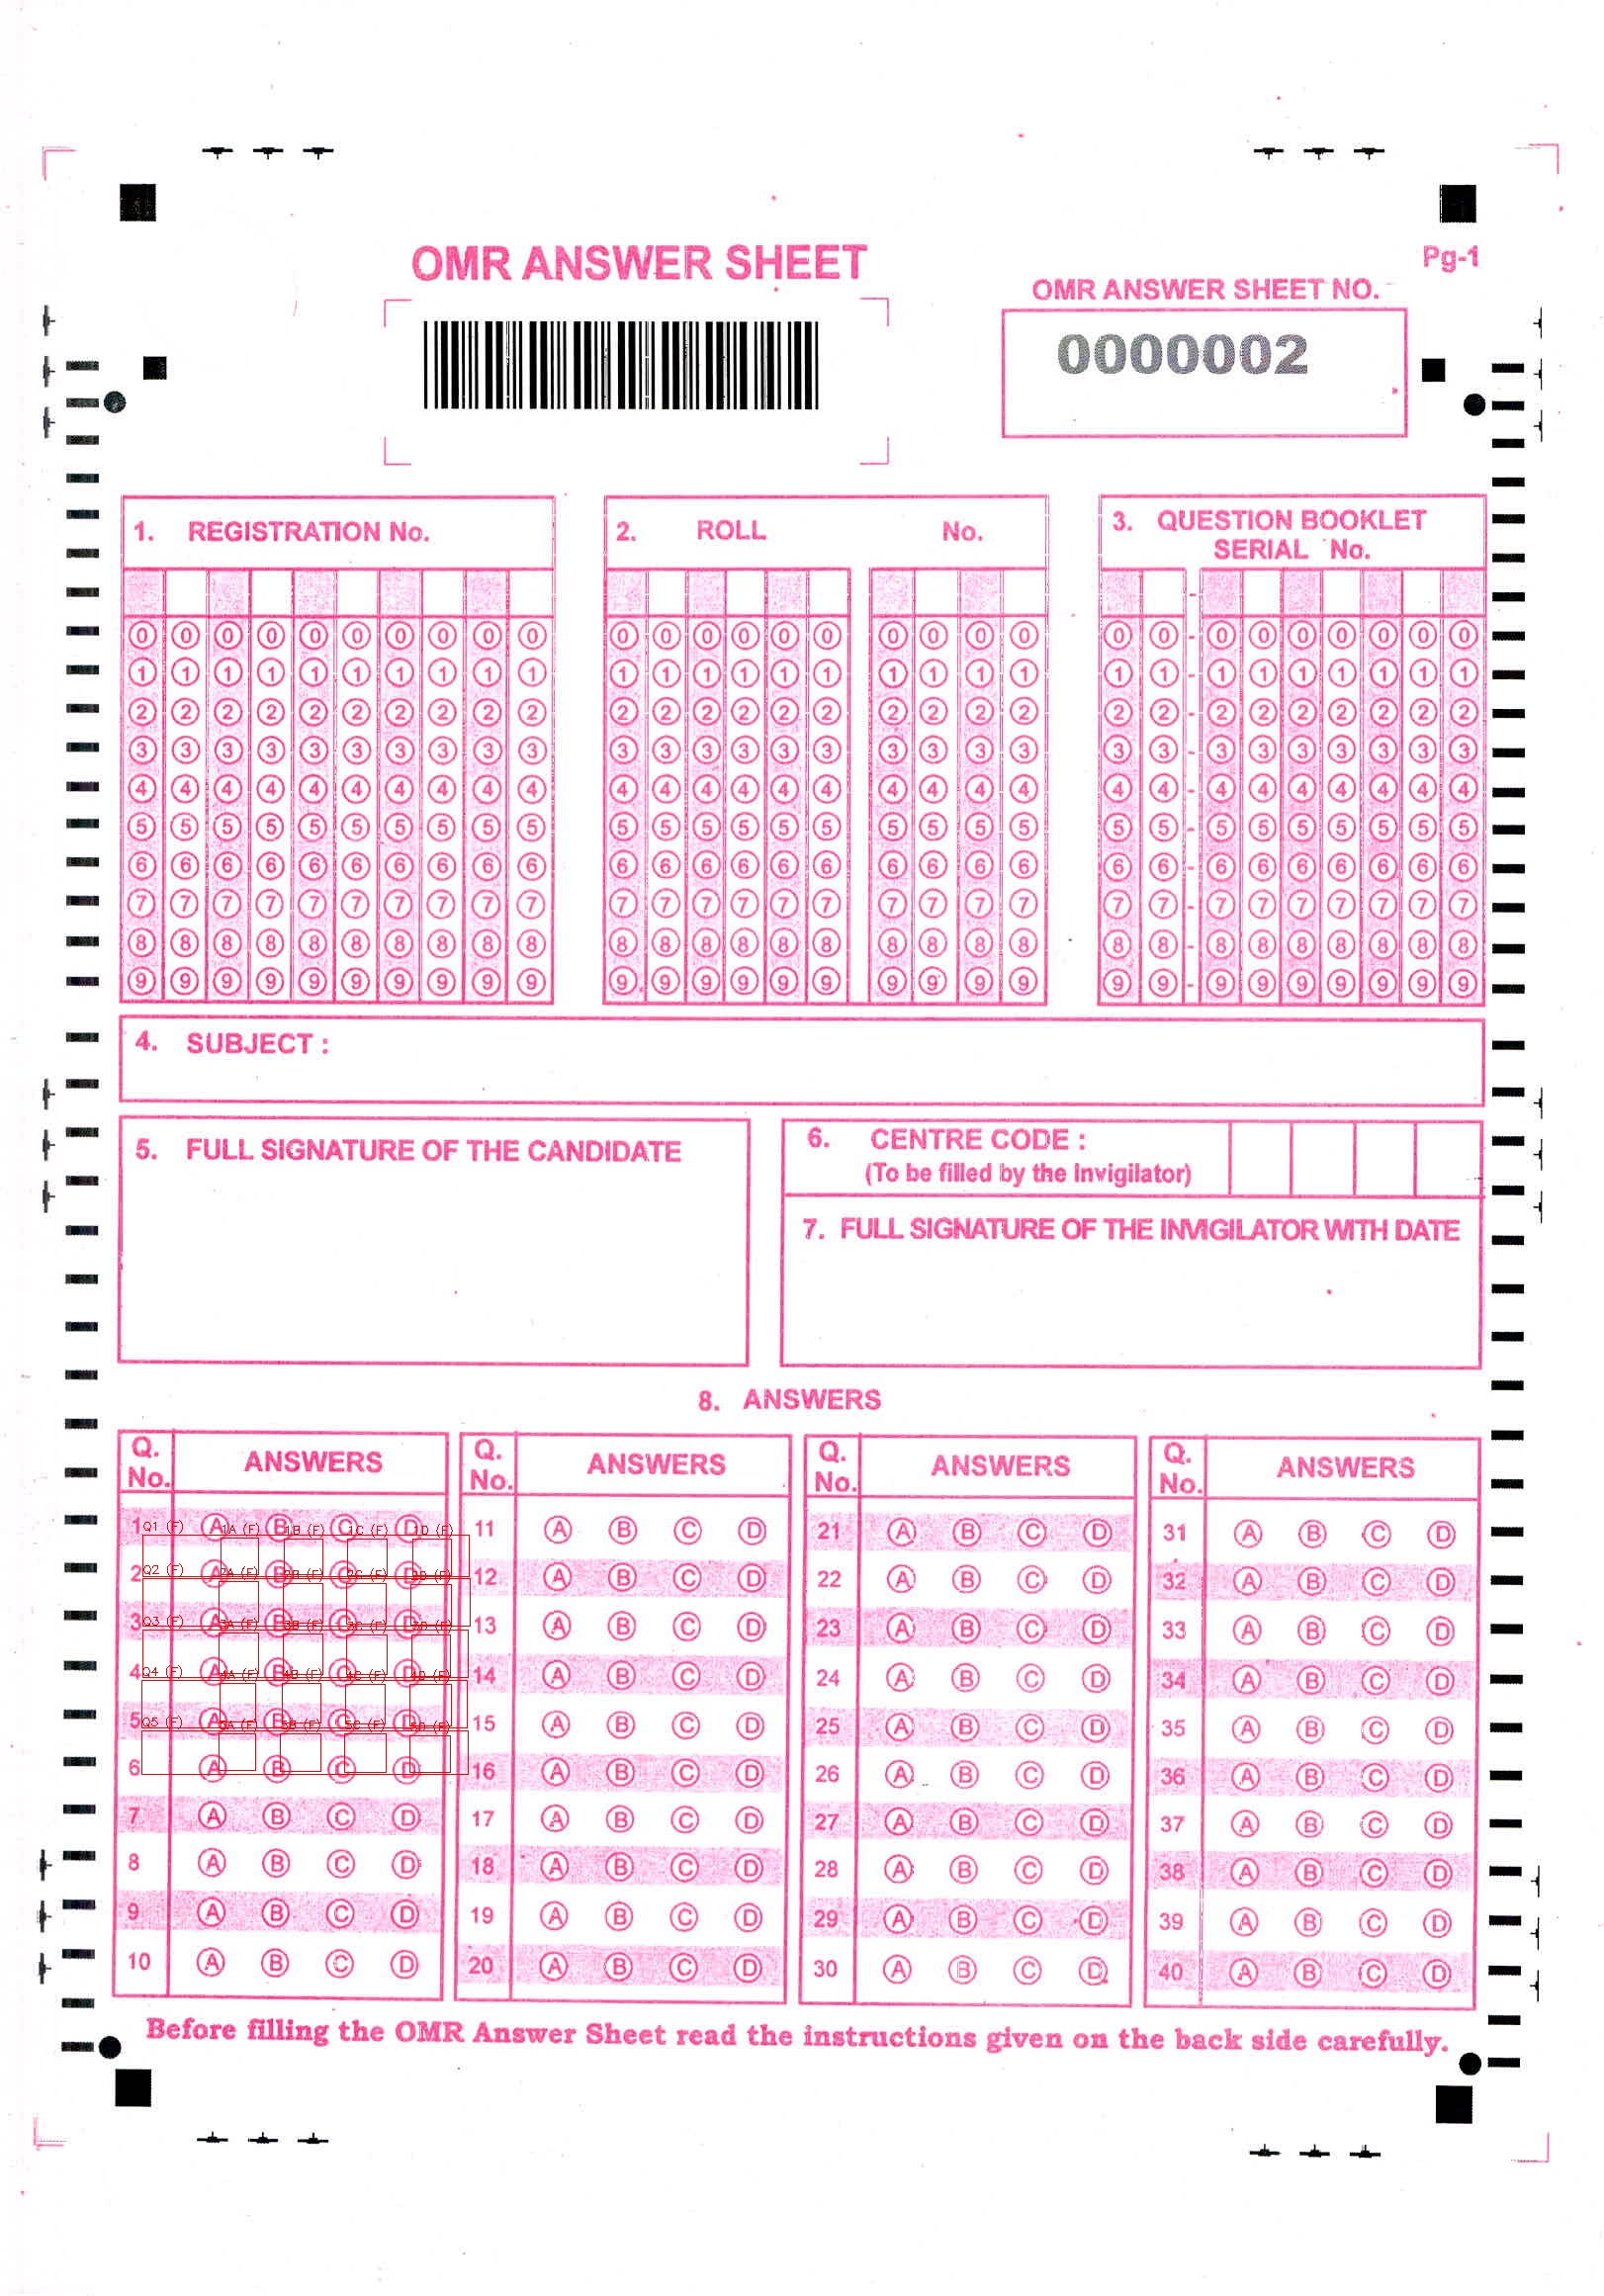 OMR ANSWER SHEET
Pg-1
OMR ANSWER SHEET NO.
0000002
1. REGISTRATION No.
2. ROLL No.
3. QUESTION BOOKLET
SERIAL No.
0 0 0 0 0 0 0 0 0 0 0 0 0 0 0 0 0 0 0 0 0 0 - 0 0 0 0 0 0 0
1 1 1 1 1 1 1 1 1 1 1 1 1 1 1 1 1 1 1 1 1 1 - 1 1 1 1 1 1 1
2 2 2 2 2 2 2 2 2 2 2 2 2 2 2 2 2 2 2 2 2 2 - 2 2 2 2 2 2 2
3 3 3 3 3 3 3 3 3 3 3 3 3 3 3 3 3 3 3 3 3 3 - 3 3 3 3 3 3 3
4 4 4 4 4 4 4 4 4 4 4 4 4 4 4 4 4 4 4 4 4 4 - 4 4 4 4 4 4 4
5 5 5 5 5 5 5 5 5 5 5 5 5 5 5 5 5 5 5 5 5 5 - 5 5 5 5 5 5 5
6 6 6 6 6 6 6 6 6 6 6 6 6 6 6 6 6 6 6 6 6 6 - 6 6 6 6 6 6 6
7 7 7 7 7 7 7 7 7 7 7 7 7 7 7 7 7 7 7 7 7 7 - 7 7 7 7 7 7 7
8 8 8 8 8 8 8 8 8 8 8 8 8 8 8 8 8 8 8 8 8 8 - 8 8 8 8 8 8 8
9 9 9 9 9 9 9 9 9 9 9 9 9 9 9 9 9 9 9 9 9 9 - 9 9 9 9 9 9 9
4. SUBJECT :
5. FULL SIGNATURE OF THE CANDIDATE
6. CENTRE CODE :
(To be filled by the Invigilator)
7. FULL SIGNATURE OF THE INVIGILATOR WITH DATE
8. ANSWERS
Q. No. ANSWERS
1 A B C D
Q1 (F) 1A (F) 1B (F) 1C (F) 1D (F)
2 A B C D
Q2 (F) 2A (F) 2B (F) 2C (F) 2D (F)
3 A B C D
Q3 (F) 3A (F) 3B (F) 3C (F) 3D (F)
4 A B C D
Q4 (F) 4A (F) 4B (F) 4C (F) 4D (F)
5 A B C D
Q5 (F) 5A (F) 5B (F) 5C (F) 5D (F)
6 A B C D
7 A B C D
8 A B C D
9 A B C D
10 A B C D
Q. No. ANSWERS
11 A B C D
12 A B C D
13 A B C D
14 A B C D
15 A B C D
16 A B C D
17 A B C D
18 A B C D
19 A B C D
20 A B C D
Q. No. ANSWERS
21 A B C D
22 A B C D
23 A B C D
24 A B C D
25 A B C D
26 A B C D
27 A B C D
28 A B C D
29 A B C D
30 A B C D
Q. No. ANSWERS
31 A B C D
32 A B C D
33 A B C D
34 A B C D
35 A B C D
36 A B C D
37 A B C D
38 A B C D
39 A B C D
40 A B C D
Before filling the OMR Answer Sheet read the instructions given on the back side carefully.